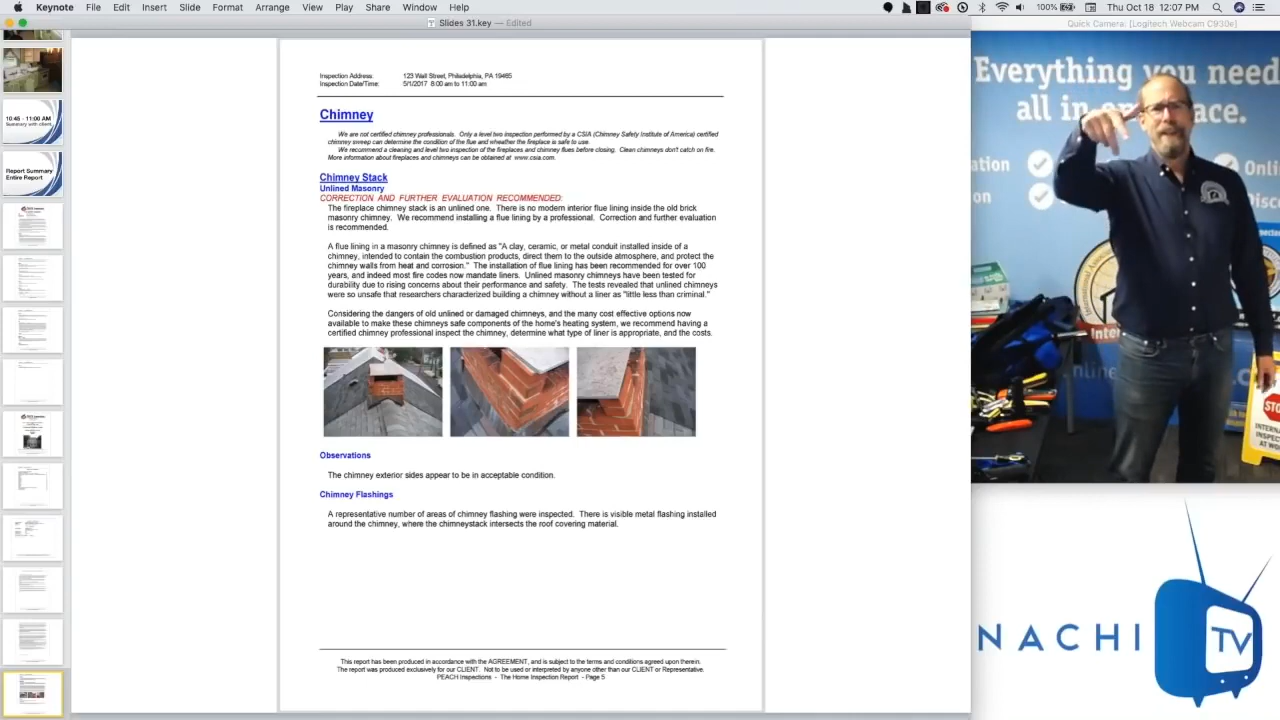 Keynote File Edit Insert Slide Format Arrange View Play Share Window Help 100% Thu Oct 18 12:07 PM
Slides 31.key — Edited
Quick Camera: [Logitech Webcam C930e]
10:45 - 11:00 AM
Summary with client
Report Summary
Entire Report
Inspection Address: 123 Wall Street, Philadelphia, PA 19465
Inspection Date/Time: 5/1/2017 8:00 am to 11:00 am
Chimney
We are not certified chimney professionals. Only a level two inspection performed by a CSIA (Chimney Safety Institute of America) certified
chimney sweep can determine the condition of the flue and wheather the fireplace is safe to use.
We recommend a cleaning and level two inspection of the fireplaces and chimney flues before closing. Clean chimneys don't catch on fire.
More information about fireplaces and chimneys can be obtained at www.csia.com.
Chimney Stack
Unlined Masonry
CORRECTION AND FURTHER EVALUATION RECOMMENDED:
The fireplace chimney stack is an unlined one. There is no modern interior flue lining inside the old brick
masonry chimney. We recommend installing a flue lining by a professional. Correction and further evaluation
is recommended.
A flue lining in a masonry chimney is defined as "A clay, ceramic, or metal conduit installed inside of a
chimney, intended to contain the combustion products, direct them to the outside atmosphere, and protect the
chimney walls from heat and corrosion." The installation of flue lining has been recommended for over 100
years, and indeed most fire codes now mandate liners. Unlined masonry chimneys have been tested for
durability due to rising concerns about their performance and safety. The tests revealed that unlined chimneys
were so unsafe that researchers characterized building a chimney without a liner as "little less than criminal."
Considering the dangers of old unlined or damaged chimneys, and the many cost effective options now
available to make these chimneys safe components of the home's heating system, we recommend having a
certified chimney professional inspect the chimney, determine what type of liner is appropriate, and the costs.
Observations
The chimney exterior sides appear to be in acceptable condition.
Chimney Flashings
A representative number of areas of chimney flashing were inspected. There is visible metal flashing installed
around the chimney, where the chimneystack intersects the roof covering material.
This report has been produced in accordance with the AGREEMENT, and is subject to the terms and conditions agreed upon therein.
The report was produced exclusively for our CLIENT. Not to be used or interpreted by anyone other than our CLIENT or Representative.
PEACH Inspections - The Home Inspection Report - Page 5
Everything you need
all in
ace.
ation
Disco
Inter
.c
STO
INTERNA
INSPEC
AT WO
NACHI
TV